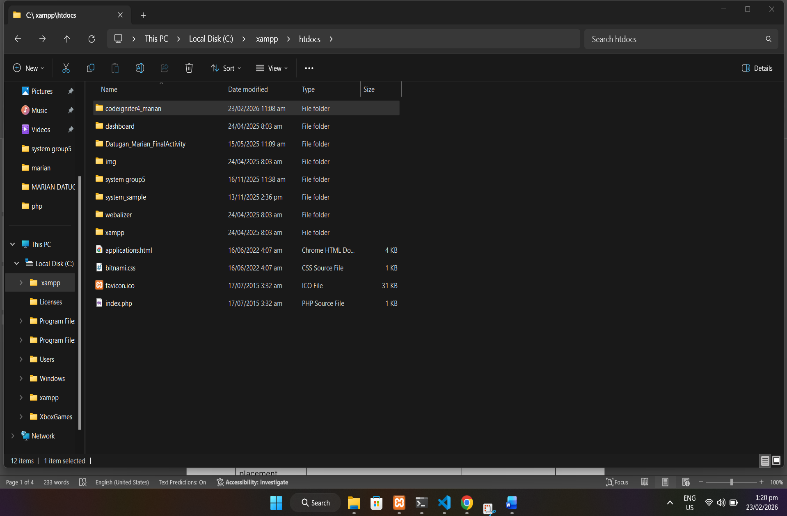 C:\xampp\htdocs
This PC > Local Disk (C:) > xampp > htdocs >
Search htdocs
New
Sort
View
Details
Name Date modified Type Size
Pictures
Music
Videos
system group5
marian
MARIAN DATUG
php
This PC
Local Disk (C:)
xampp
Licenses
Program File
Program File
Users
Windows
xampp
XboxGames
Network
codeigniter4_marian 23/02/2026 11:08 am File folder
dashboard 24/04/2025 8:03 am File folder
Datugan_Marian_FinalActivity 15/05/2025 11:09 am File folder
img 24/04/2025 8:03 am File folder
system group5 16/11/2025 11:38 am File folder
system_sample 13/11/2025 2:36 pm File folder
webalizer 24/04/2025 8:03 am File folder
xampp 24/04/2025 8:03 am File folder
applications.html 16/06/2022 4:07 am Chrome HTML Do... 4 KB
bitnami.css 16/06/2022 4:07 am CSS Source File 1 KB
favicon.ico 17/07/2015 3:32 am ICO File 31 KB
index.php 17/07/2015 3:32 am PHP Source File 1 KB
12 items 1 item selected
placement
Page 1 of 4 233 words English (United States) Text Predictions: On Accessibility: Investigate Focus 100%
Search
ENG
US
1:20 pm
23/02/2026